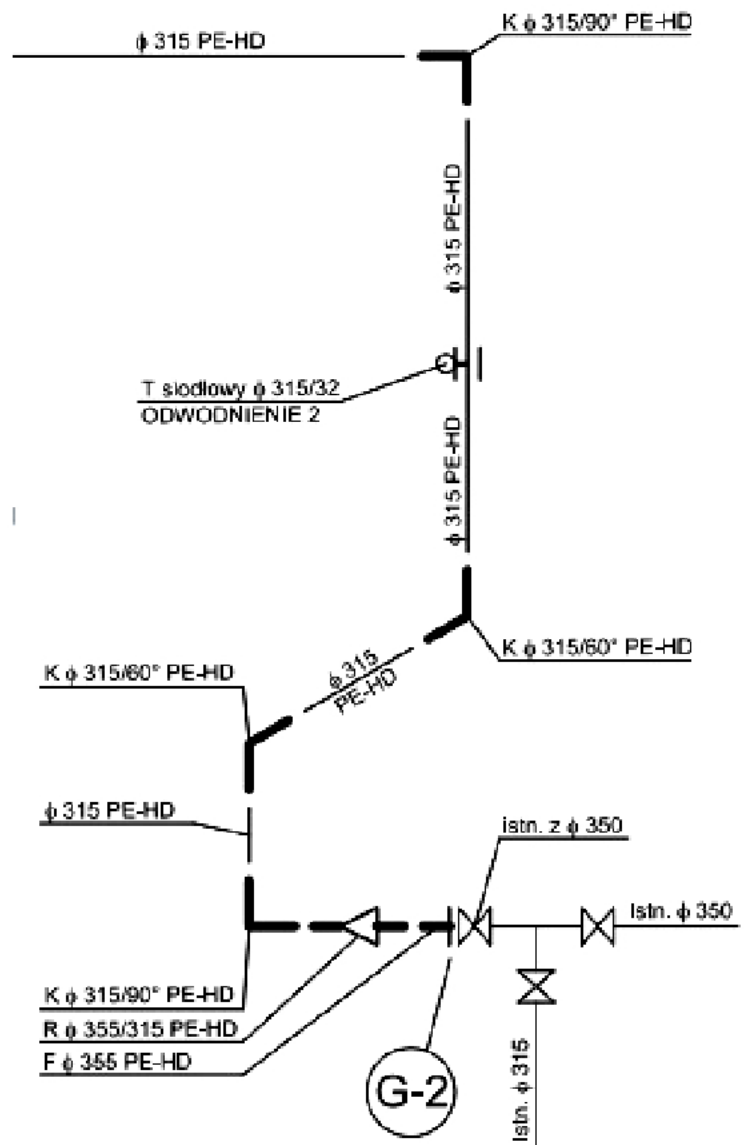 K ϕ 315/90° PE-HD
ϕ 315 PE-HD
ϕ 315 PE-HD
T siodłowy ϕ 315/32
ODWODNIENIE 2
ϕ 315 PE-HD
K ϕ 315/60° PE-HD
K ϕ 315/60° PE-HD
ϕ 315
PE-HD
ϕ 315 PE-HD
istn. z ϕ 350
Istn. ϕ 350
K ϕ 315/90° PE-HD
R ϕ 355/315 PE-HD
F ϕ 355 PE-HD
G-2
Istn. ϕ 315